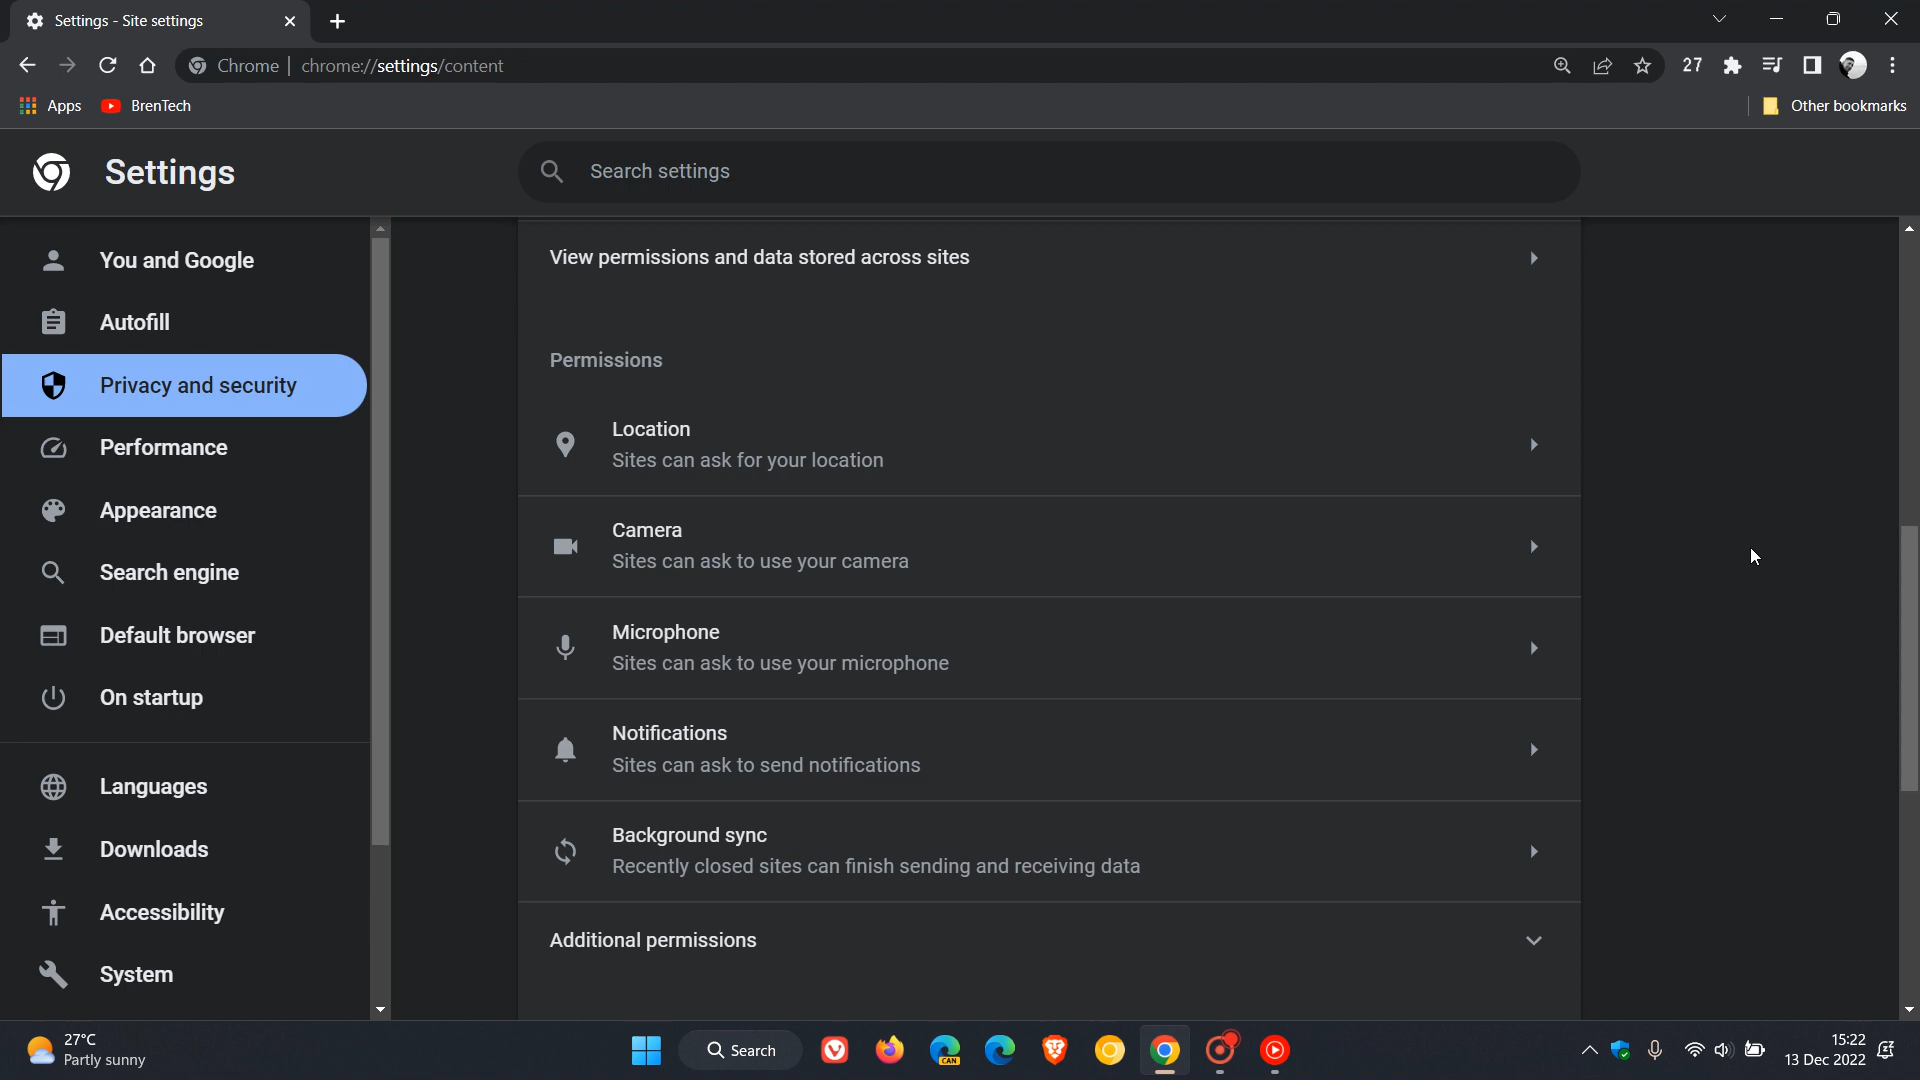 Settings - Site settings
Chrome | chrome://settings/content
27
Apps
BrenTech
Other bookmarks
Settings
Search settings
You and Google
Autofill
Privacy and security
Performance
Appearance
Search engine
Default browser
On startup
Languages
Downloads
Accessibility
System
View permissions and data stored across sites
Permissions
Location
Sites can ask for your location
Camera
Sites can ask to use your camera
Microphone
Sites can ask to use your microphone
Notifications
Sites can ask to send notifications
Background sync
Recently closed sites can finish sending and receiving data
Additional permissions
27°C
Partly sunny
Search
CAN
15:22
13 Dec 2022